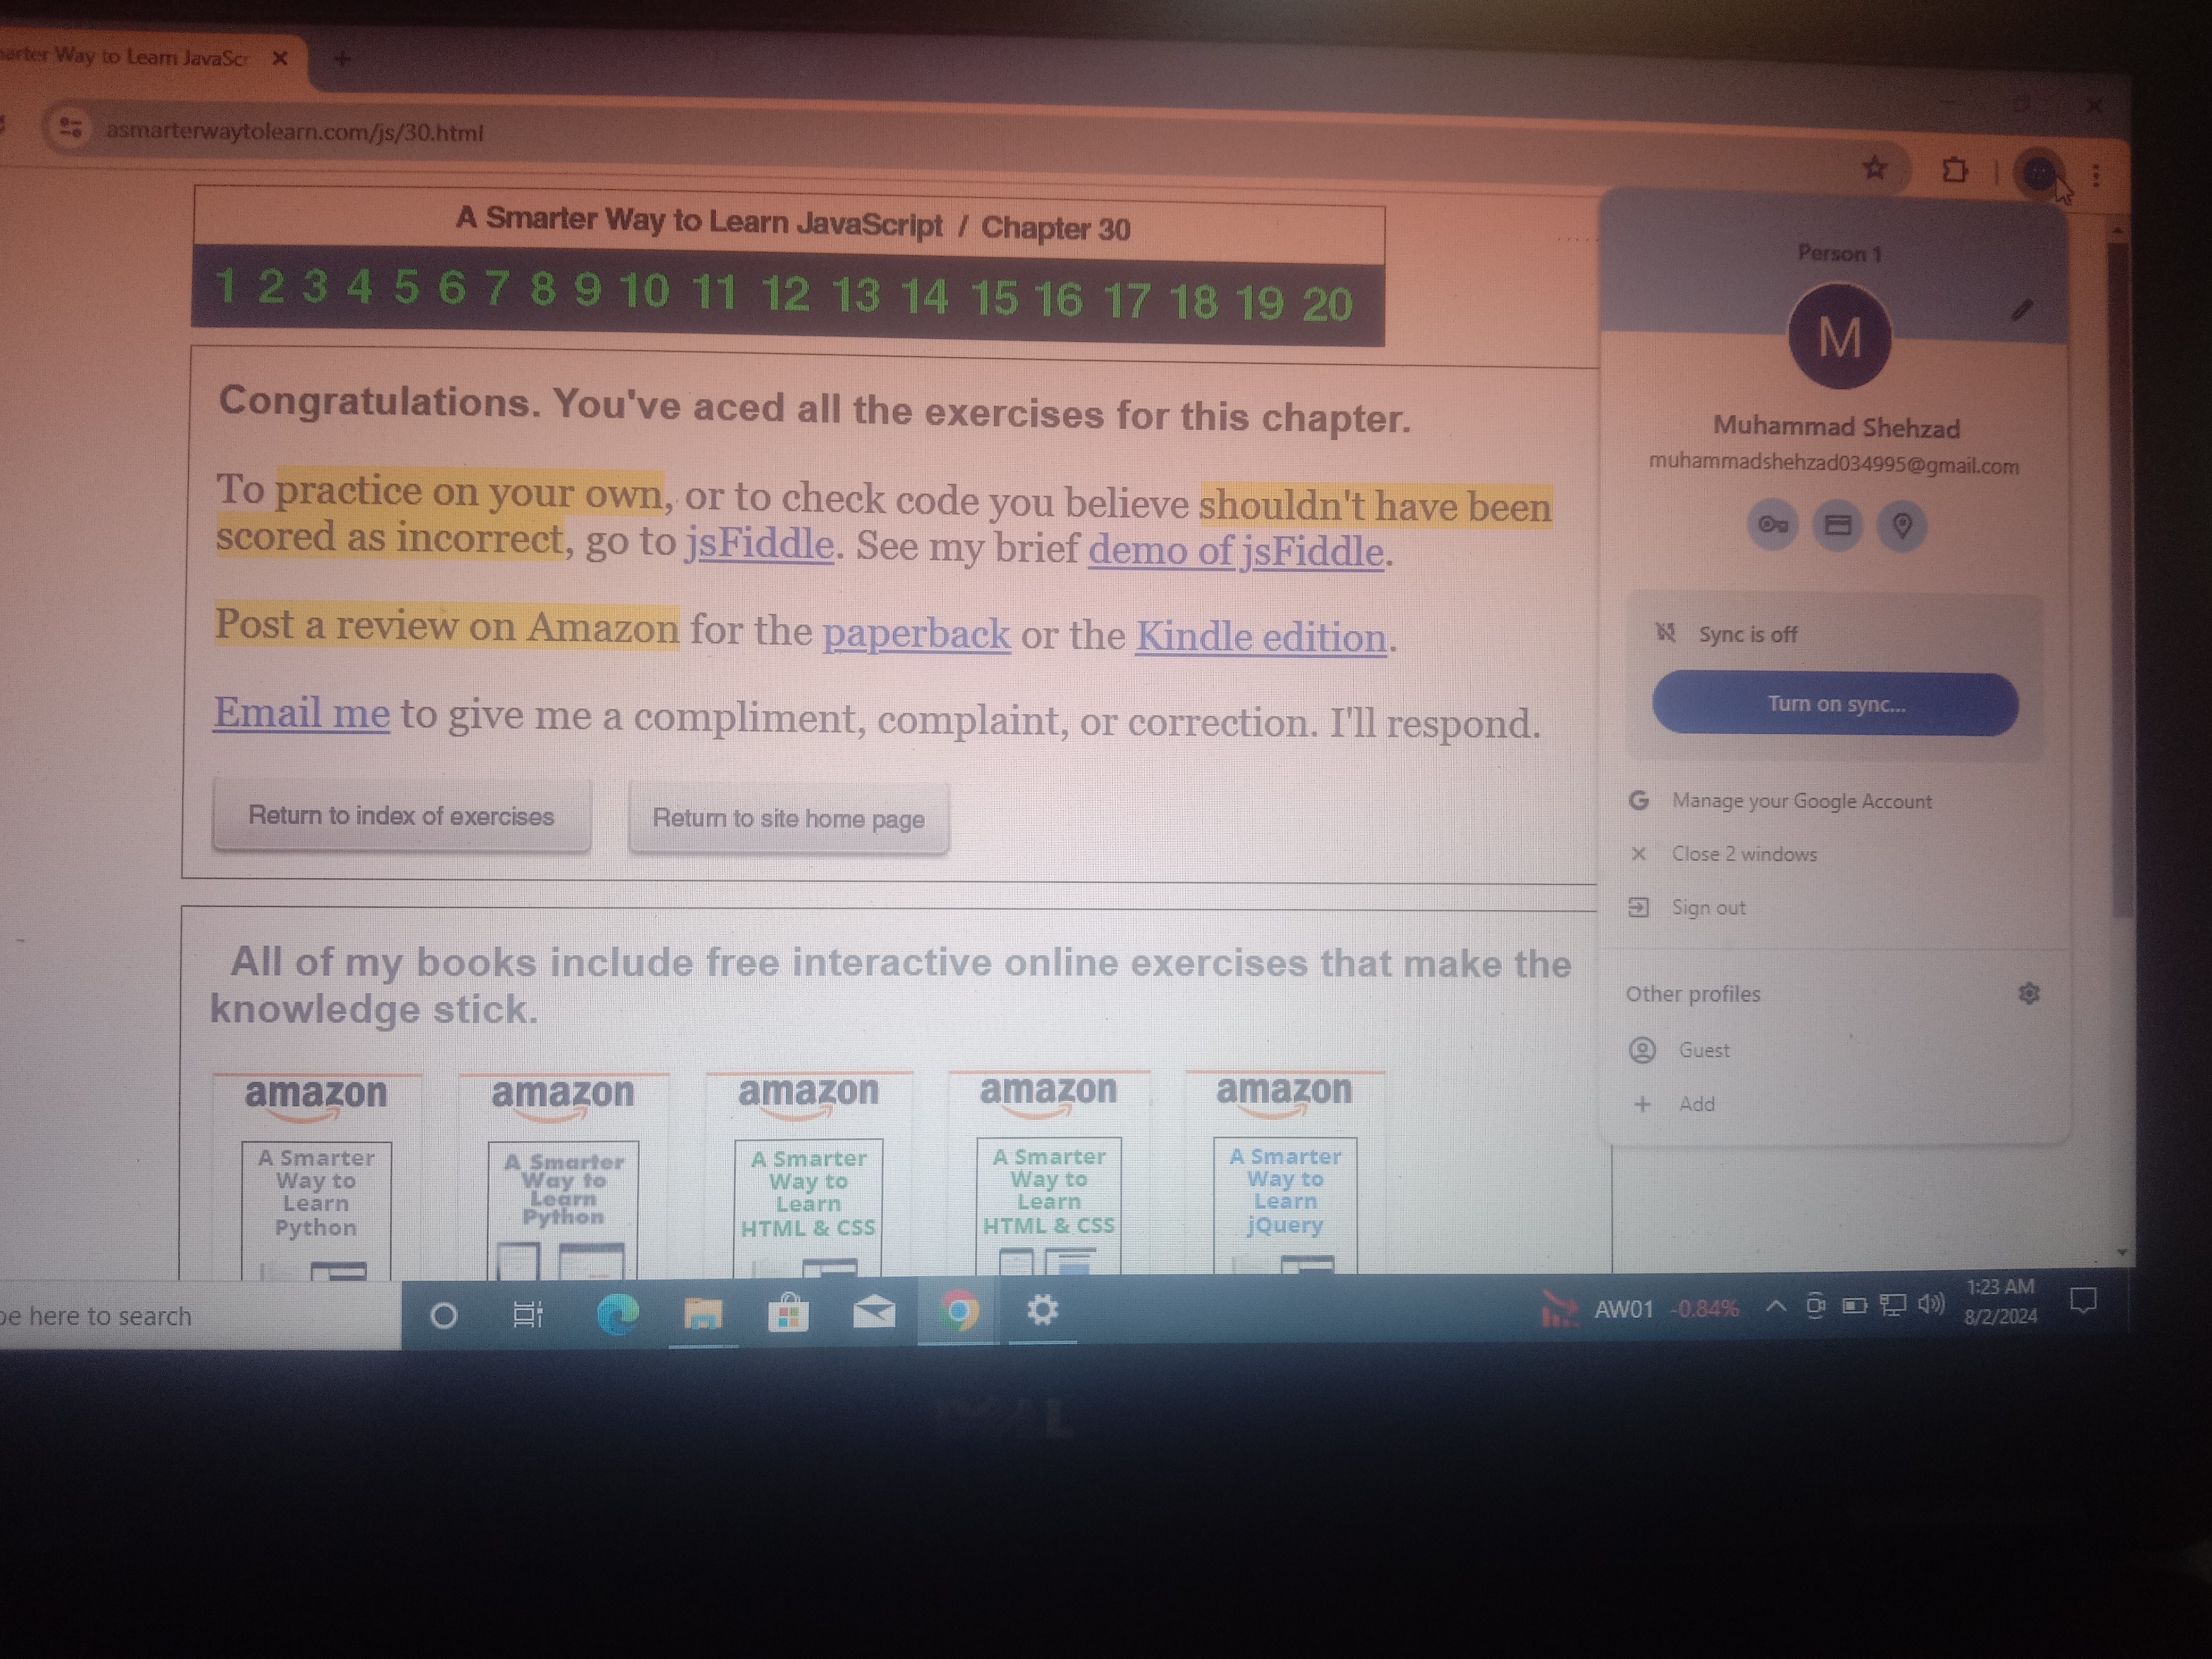 arter Way to Learn JavaScr
asmarterwaytolearn.com/js/30.html
A Smarter Way to Learn JavaScript / Chapter 30
1 2 3 4 5 6 7 8 9 10 11 12 13 14 15 16 17 18 19 20
Congratulations. You've aced all the exercises for this chapter.
To practice on your own, or to check code you believe shouldn't have been
scored as incorrect, go to jsFiddle. See my brief demo of jsFiddle.
Post a review on Amazon for the paperback or the Kindle edition.
Email me to give me a compliment, complaint, or correction. I'll respond.
Return to index of exercises
Return to site home page
All of my books include free interactive online exercises that make the
knowledge stick.
amazon
A Smarter
Way to
Learn
Python
amazon
A Smarter
Way to
Learn
Python
amazon
A Smarter
Way to
Learn
HTML & CSS
amazon
A Smarter
Way to
Learn
HTML & CSS
amazon
A Smarter
Way to
Learn
jQuery
Person 1
M
Muhammad Shehzad
muhammadshehzad034995@gmail.com
Sync is off
Turn on sync...
Manage your Google Account
Close 2 windows
Sign out
Other profiles
Guest
Add
pe here to search
AW01 -0.84%
1:23 AM
8/2/2024
DELL